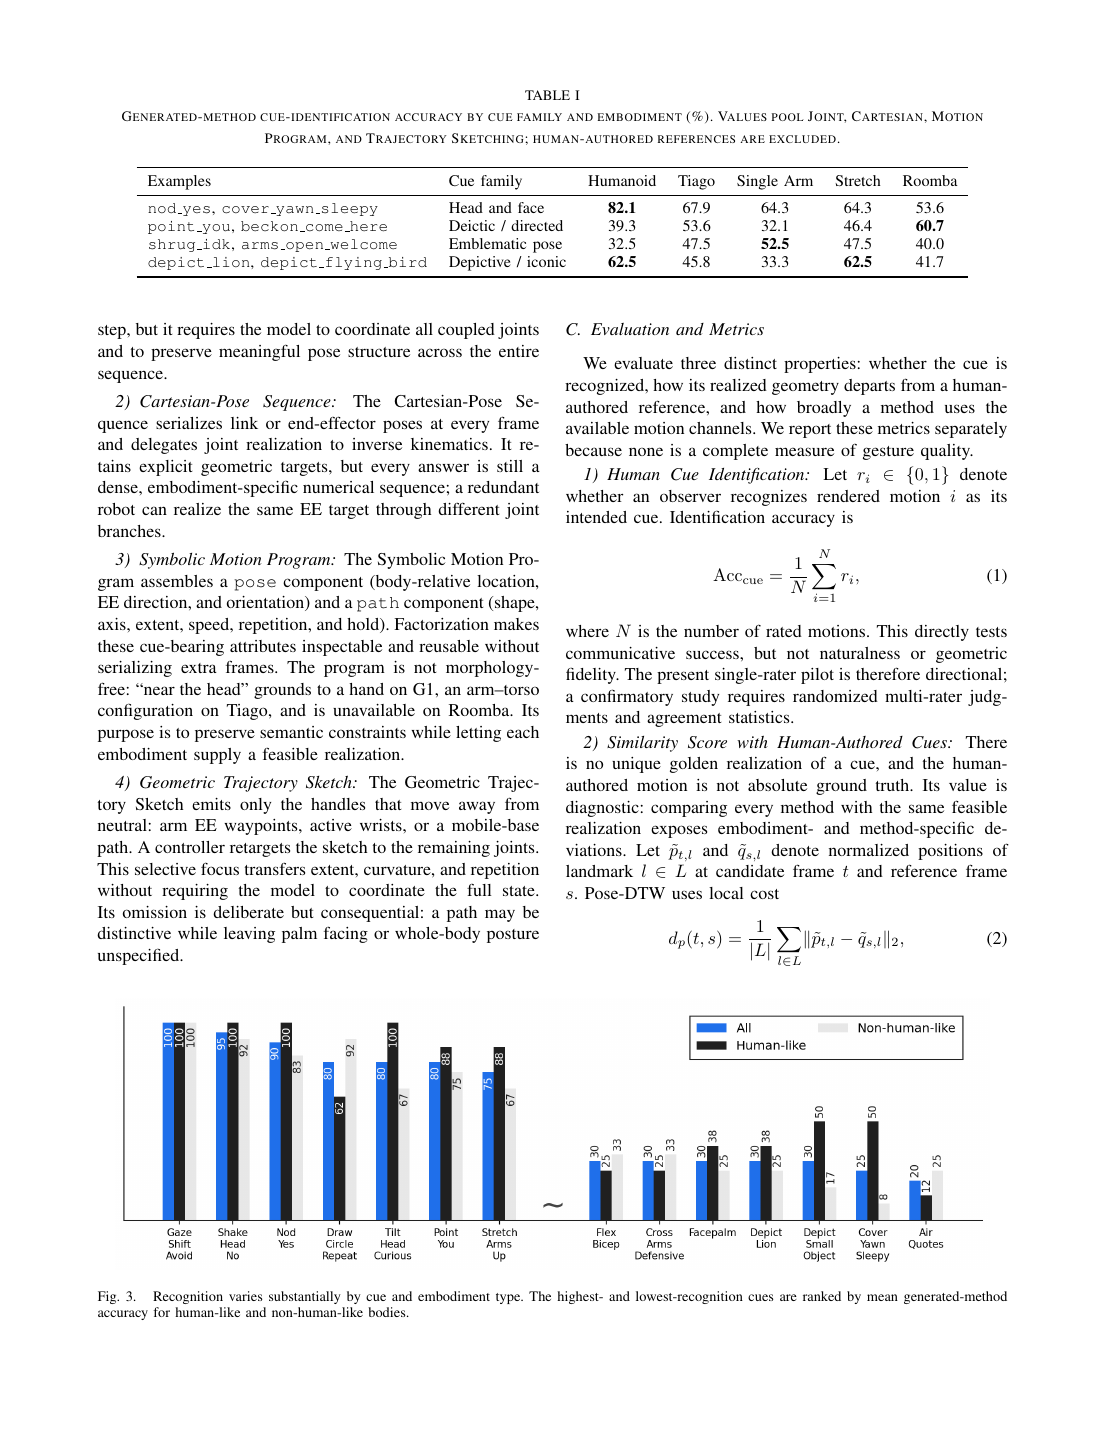 TABLE I
GENERATED-METHOD CUE-IDENTIFICATION ACCURACY BY CUE FAMILY AND EMBODIMENT (%). VALUES POOL JOINT, CARTESIAN, MOTION
PROGRAM, AND TRAJECTORY SKETCHING; HUMAN-AUTHORED REFERENCES ARE EXCLUDED.
Examples Cue family Humanoid Tiago Single Arm Stretch Roomba
nod_yes, cover_yawn_sleepy Head and face 82.1 67.9 64.3 64.3 53.6
point_you, beckon_come_here Deictic / directed 39.3 53.6 32.1 46.4 60.7
shrug_idk, arms_open_welcome Emblematic pose 32.5 47.5 52.5 47.5 40.0
depict_lion, depict_flying_bird Depictive / iconic 62.5 45.8 33.3 62.5 41.7
step, but it requires the model to coordinate all coupled joints
and to preserve meaningful pose structure across the entire
sequence.
2) Cartesian-Pose Sequence: The Cartesian-Pose Se-
quence serializes link or end-effector poses at every frame
and delegates joint realization to inverse kinematics. It re-
tains explicit geometric targets, but every answer is still a
dense, embodiment-specific numerical sequence; a redundant
robot can realize the same EE target through different joint
branches.
3) Symbolic Motion Program: The Symbolic Motion Pro-
gram assembles a pose component (body-relative location,
EE direction, and orientation) and a path component (shape,
axis, extent, speed, repetition, and hold). Factorization makes
these cue-bearing attributes inspectable and reusable without
serializing extra frames. The program is not morphology-
free: “near the head” grounds to a hand on G1, an arm–torso
configuration on Tiago, and is unavailable on Roomba. Its
purpose is to preserve semantic constraints while letting each
embodiment supply a feasible realization.
4) Geometric Trajectory Sketch: The Geometric Trajec-
tory Sketch emits only the handles that move away from
neutral: arm EE waypoints, active wrists, or a mobile-base
path. A controller retargets the sketch to the remaining joints.
This selective focus transfers extent, curvature, and repetition
without requiring the model to coordinate the full state.
Its omission is deliberate but consequential: a path may be
distinctive while leaving palm facing or whole-body posture
unspecified.
C. Evaluation and Metrics
We evaluate three distinct properties: whether the cue is
recognized, how its realized geometry departs from a human-
authored reference, and how broadly a method uses the
available motion channels. We report these metrics separately
because none is a complete measure of gesture quality.
1) Human Cue Identification: Let r_i ∈ {0, 1} denote
whether an observer recognizes rendered motion i as its
intended cue. Identification accuracy is
Acc_cue = 1/N ∑_{i=1}^{N} r_i, (1)
where N is the number of rated motions. This directly tests
communicative success, but not naturalness or geometric
fidelity. The present single-rater pilot is therefore directional;
a confirmatory study requires randomized multi-rater judg-
ments and agreement statistics.
2) Similarity Score with Human-Authored Cues: There
is no unique golden realization of a cue, and the human-
authored motion is not absolute ground truth. Its value is
diagnostic: comparing every method with the same feasible
realization exposes embodiment- and method-specific de-
viations. Let p̃_{t,l} and q̃_{s,l} denote normalized positions of
landmark l ∈ L at candidate frame t and reference frame
s. Pose-DTW uses local cost
d_p(t, s) = 1/|L| ∑_{l∈L} ‖p̃_{t,l} − q̃_{s,l}‖_2, (2)
All Non-human-like
Human-like
100 100 100 95 100 92 90 100 83 80 62 92 80 100 67 80 88 75 75 88 67
~
30 25 33 30 25 33 30 38 25 30 38 25 30 50 17 25 50 8 20 12 25
Gaze Shift Avoid
Shake Head No
Nod Yes
Draw Circle Repeat
Tilt Head Curious
Point You
Stretch Arms Up
Flex Bicep
Cross Arms Defensive
Facepalm
Depict Lion
Depict Small Object
Cover Yawn Sleepy
Air Quotes
Fig. 3. Recognition varies substantially by cue and embodiment type. The highest- and lowest-recognition cues are ranked by mean generated-method
accuracy for human-like and non-human-like bodies.